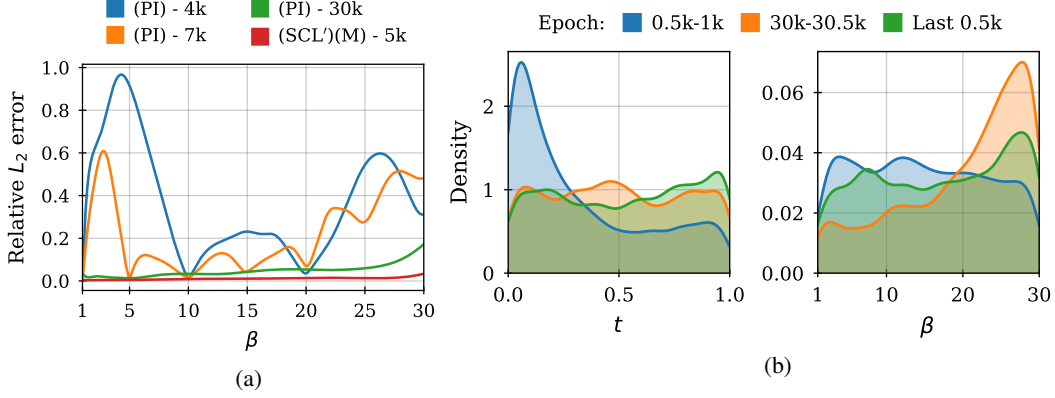 (PI) - 4k
(PI) - 30k
(PI) - 7k
(SCL′)(M) - 5k
Relative L₂ error
1.0
0.8
0.6
0.4
0.2
0.0
1
5
10
15
20
25
30
β
(a)
Epoch:
0.5k-1k
30k-30.5k
Last 0.5k
Density
2
1
0
0.0
0.5
1.0
t
0.06
0.04
0.02
0.00
1
10
20
30
β
(b)